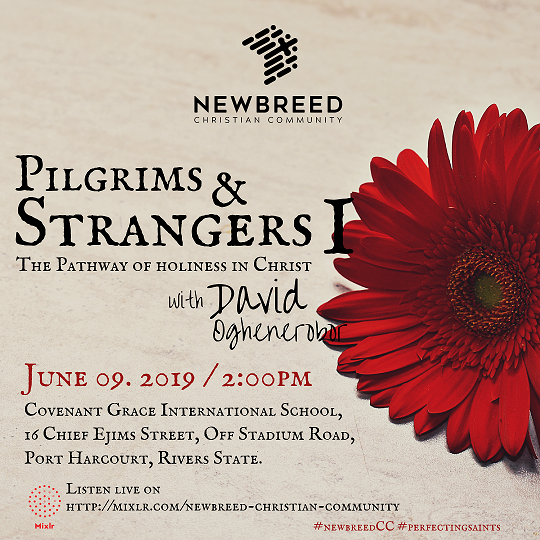 NEWBREED
CHRISTIAN COMMUNITY
PILGRIMS &
STRANGERS I
THE PATHWAY OF HOLINESS IN CHRIST
with David
Oghenerobor
JUNE 09. 2019 / 2:00PM
COVENANT GRACE INTERNATIONAL SCHOOL,
16 CHIEF EJIMS STREET, OFF STADIUM ROAD,
PORT HARCOURT, RIVERS STATE.
LISTEN LIVE ON
HTTP://MIXLR.COM/NEWBREED-CHRISTIAN-COMMUNITY
Mixlr
#NEWBREEDCC #PERFECTINGSAINTS